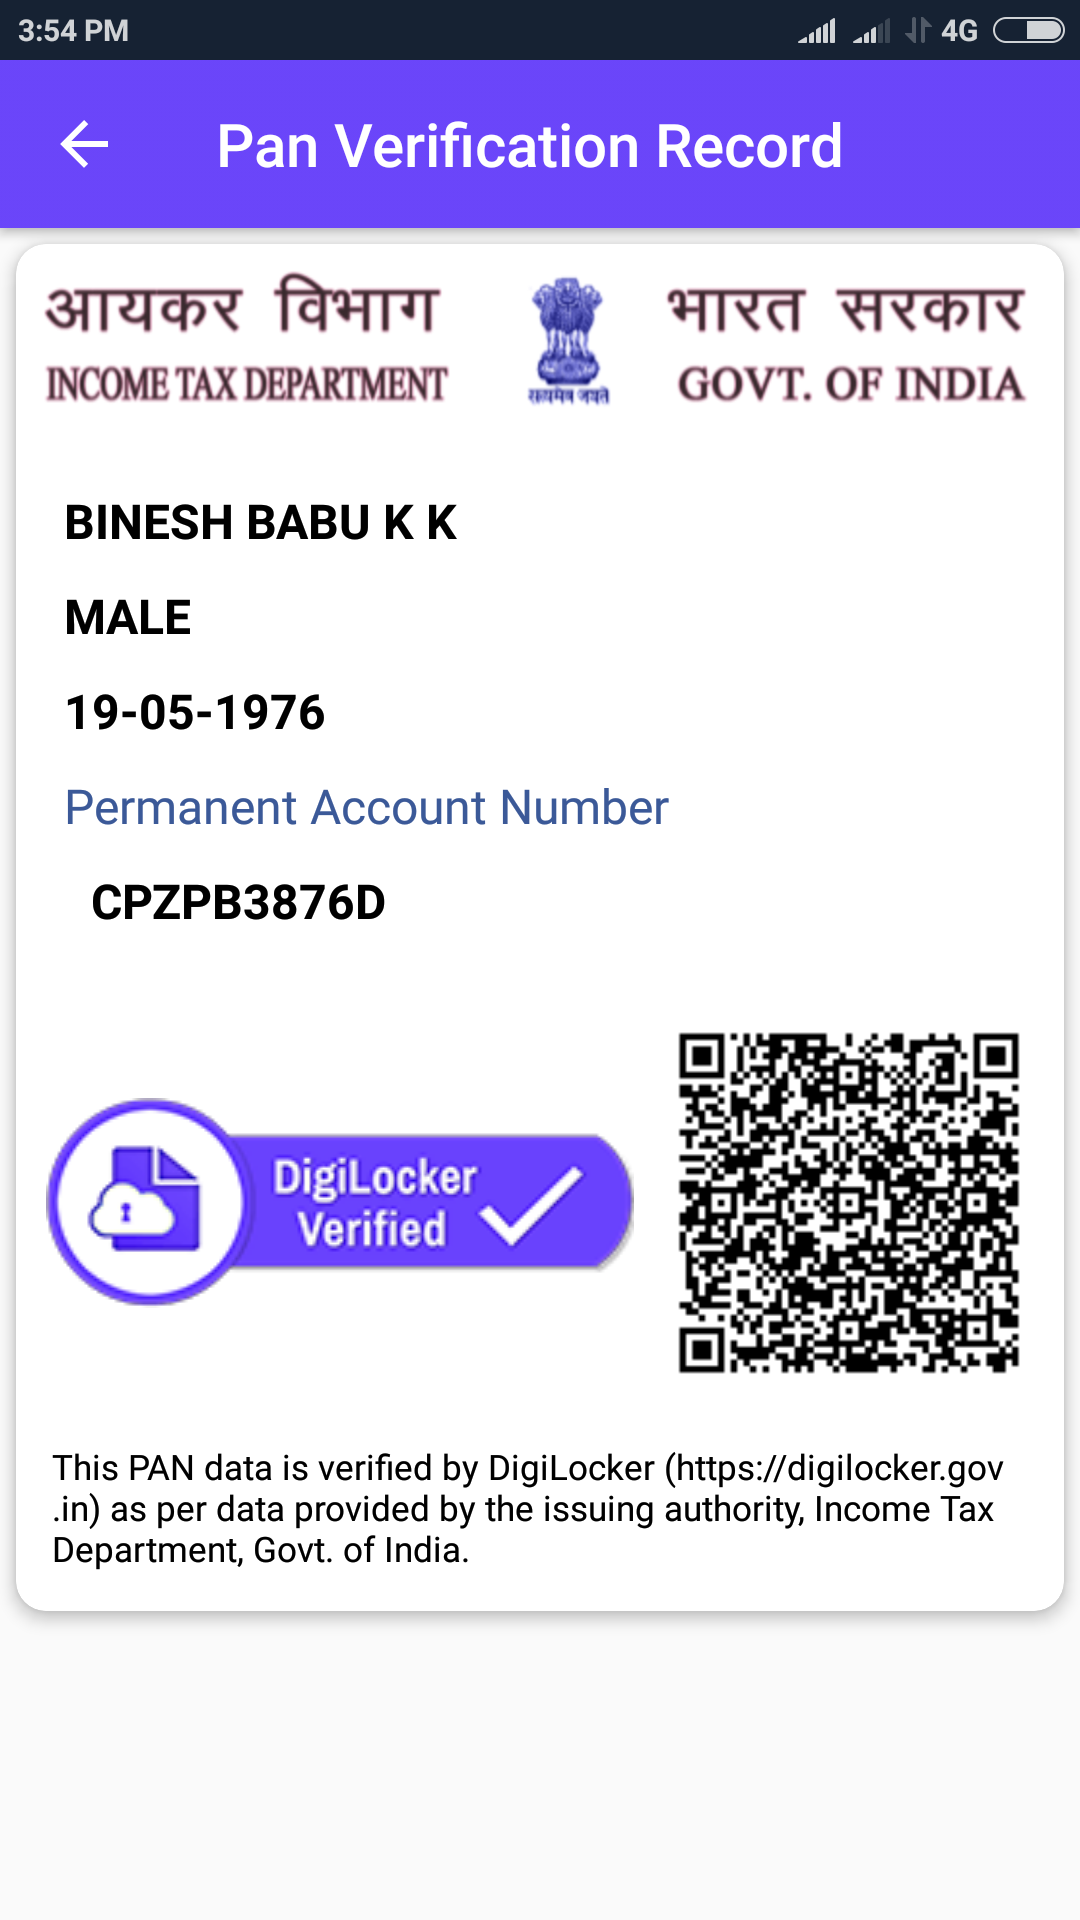 3:54 PM 4G
Pan Verification Record
आयकर विभाग भारत सरकार
INCOME TAX DEPARTMENT GOVT. OF INDIA
सत्यमेव जयते
BINESH BABU K K
MALE
19-05-1976
Permanent Account Number
CPZPB3876D
DigiLocker
Verified
This PAN data is verified by DigiLocker (https://digilocker.gov
.in) as per data provided by the issuing authority, Income Tax
Department, Govt. of India.